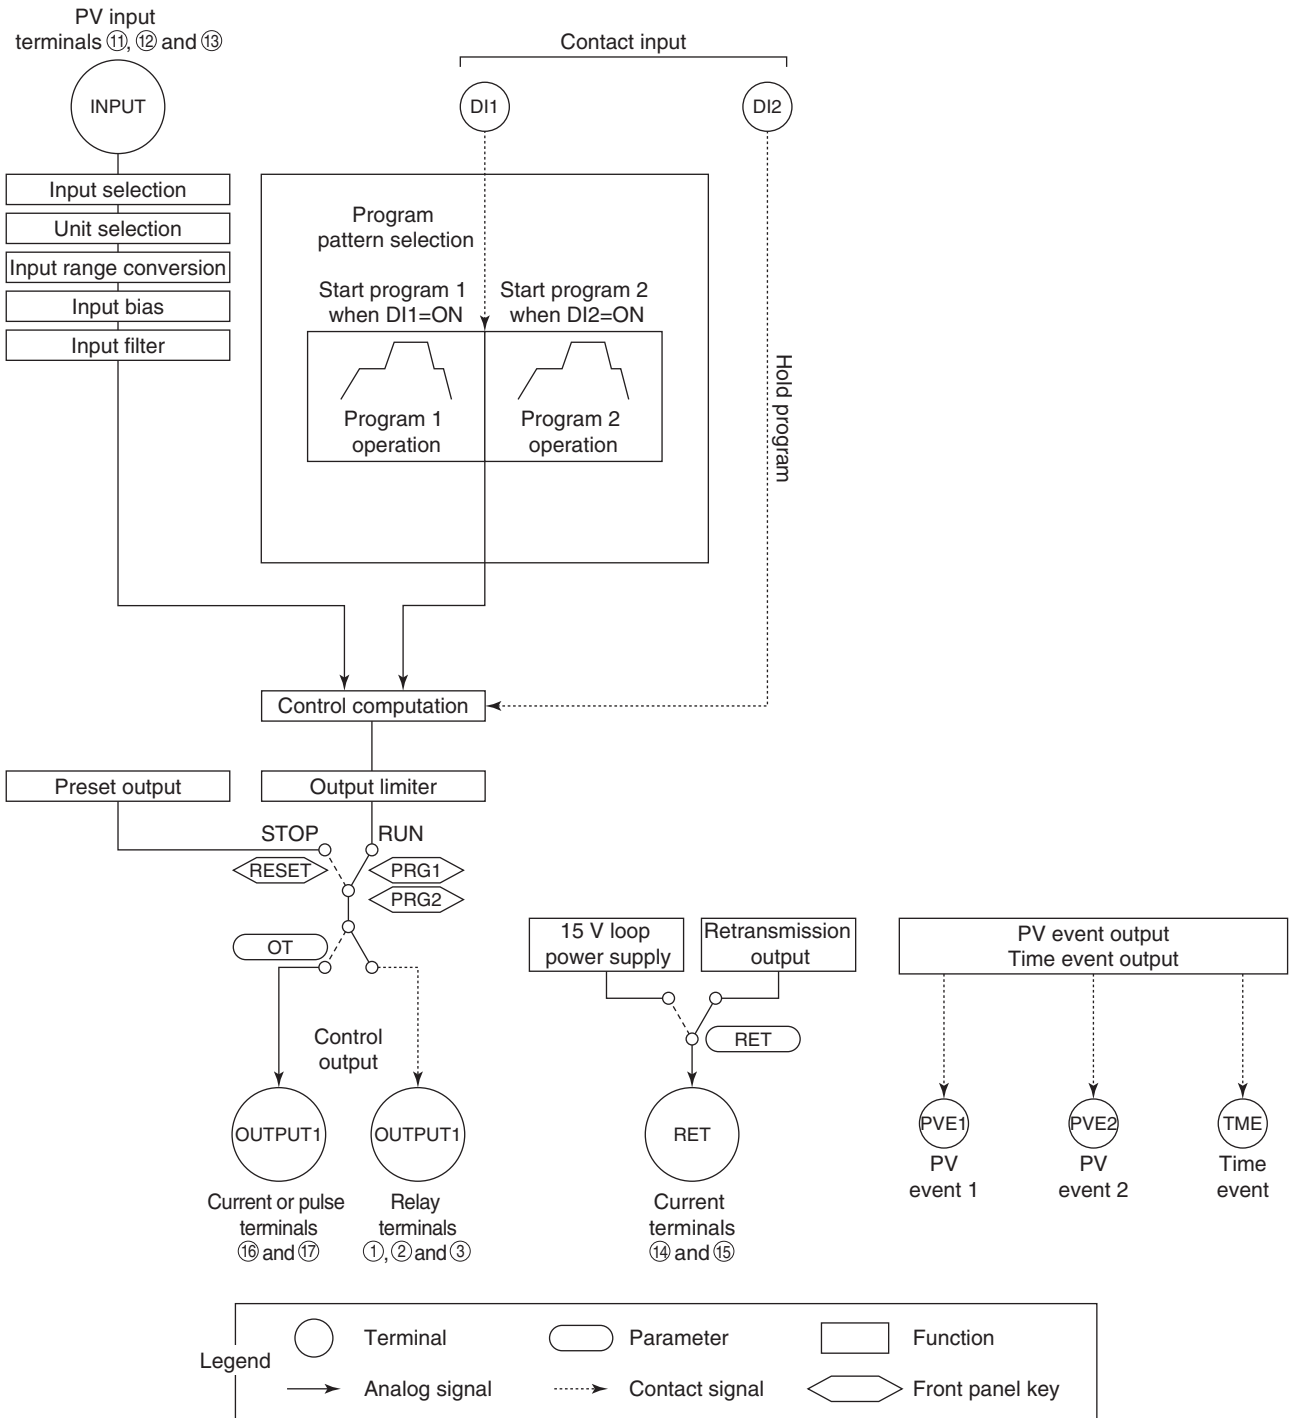 PV input
terminals ⑪, ⑫ and ⑬
Contact input
INPUT
DI1
DI2
Input selection
Unit selection
Input range conversion
Input bias
Input filter
Program
pattern selection
Start program 1
when DI1=ON
Start program 2
when DI2=ON
Program 1
operation
Program 2
operation
Hold program
Control computation
Preset output
Output limiter
STOP
RUN
RESET
PRG1
PRG2
OT
Control
output
15 V loop
power supply
Retransmission
output
RET
PV event output
Time event output
OUTPUT1
OUTPUT1
RET
PVE1
PVE2
TME
PV
event 1
PV
event 2
Time
event
Current or pulse
terminals
⑯ and ⑰
Relay
terminals
①, ② and ③
Current
terminals
⑭ and ⑮
Legend
Terminal
Parameter
Function
Analog signal
Contact signal
Front panel key